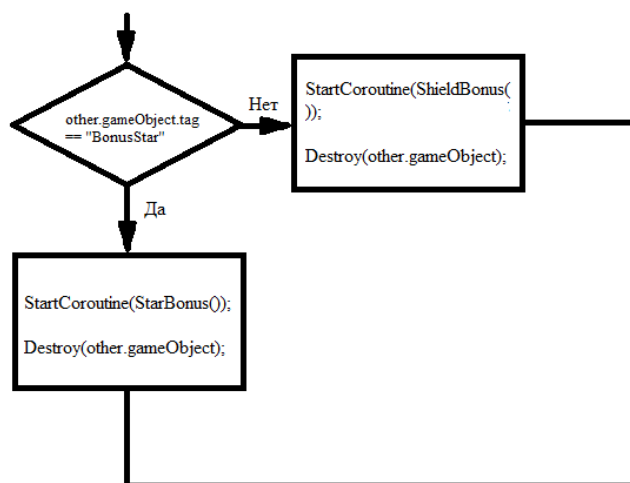 other.gameObject.tag
== "BonusStar"
Нет
StartCoroutine(ShieldBonus(
));
Destroy(other.gameObject);
Да
StartCoroutine(StarBonus());
Destroy(other.gameObject);